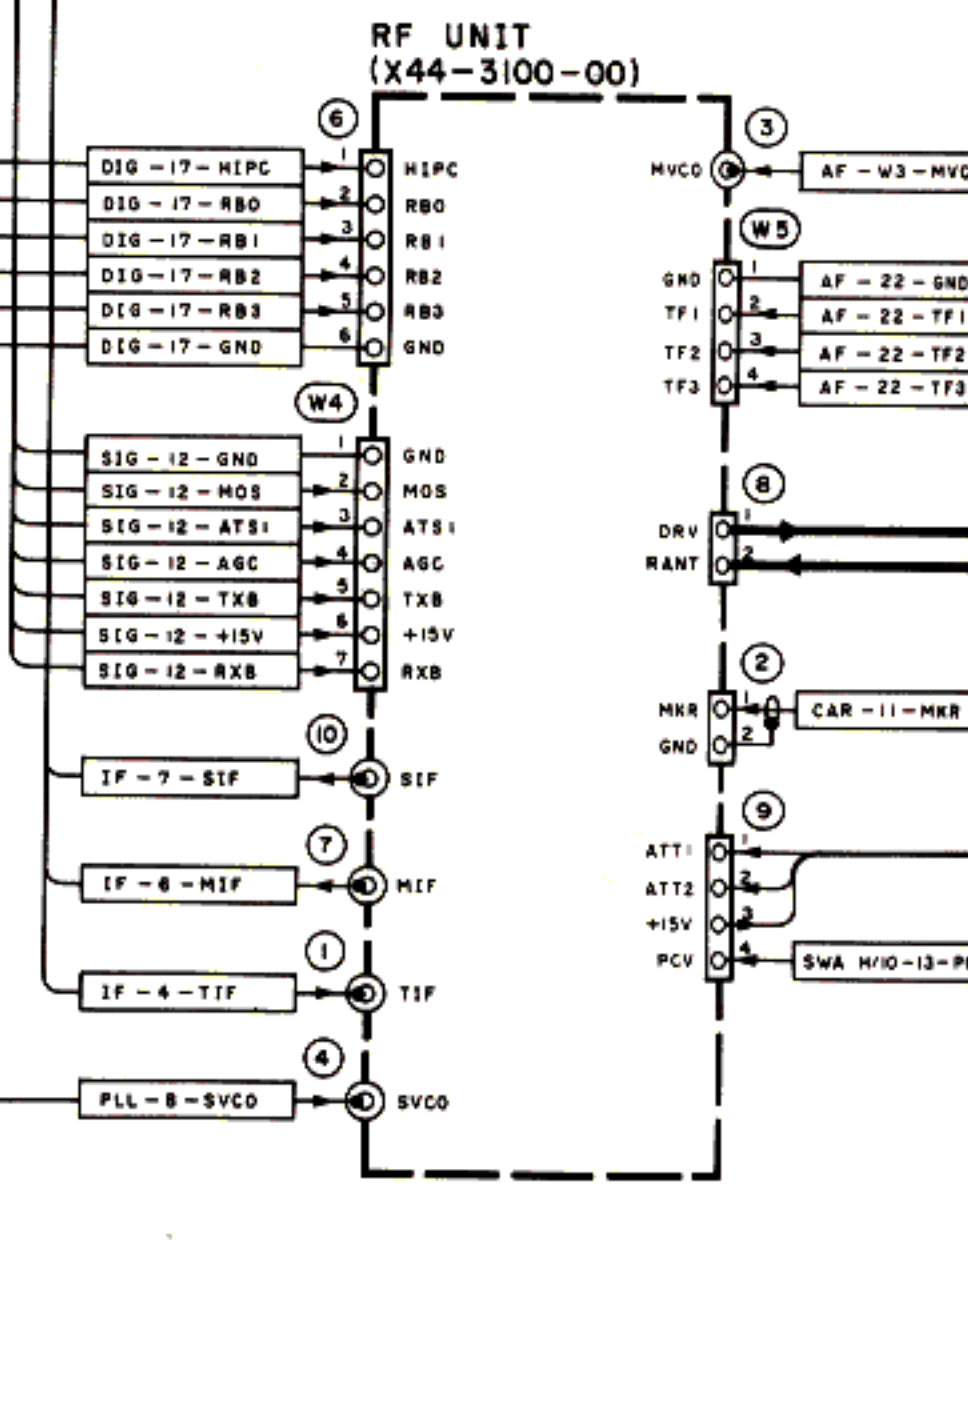 RF UNIT
(X44-3100-00)
6
3
DIG-17-HIPC 1 HIPC
MVCO AF-W3-MVC
DIG-17-RB0 2 RB0
W5
DIG-17-RB1 3 RB1
GND 1 AF-22-GND
DIG-17-RB2 4 RB2
TF1 2 AF-22-TF1
DIG-17-RB3 5 RB3
TF2 3 AF-22-TF2
DIG-17-GND 6 GND
TF3 4 AF-22-TF3
W4
SIG-12-GND 1 GND
SIG-12-MOS 2 MOS
8
SIG-12-ATS1 3 ATS1
DRV 1
SIG-12-AGC 4 AGC
RANT 2
SIG-12-TXB 5 TXB
SIG-12-+15V 6 +15V
SIG-12-RXB 7 RXB
2
MKR 1 CAR-11-MKR
GND 2
10
IF-7-SIF SIF
9
ATT1 1
7
IF-6-MIF MIF
ATT2 2
+15V 3
PCV 4 SWA H/10-13-P
1
IF-4-TIF TIF
4
PLL-8-SVCO SVCO